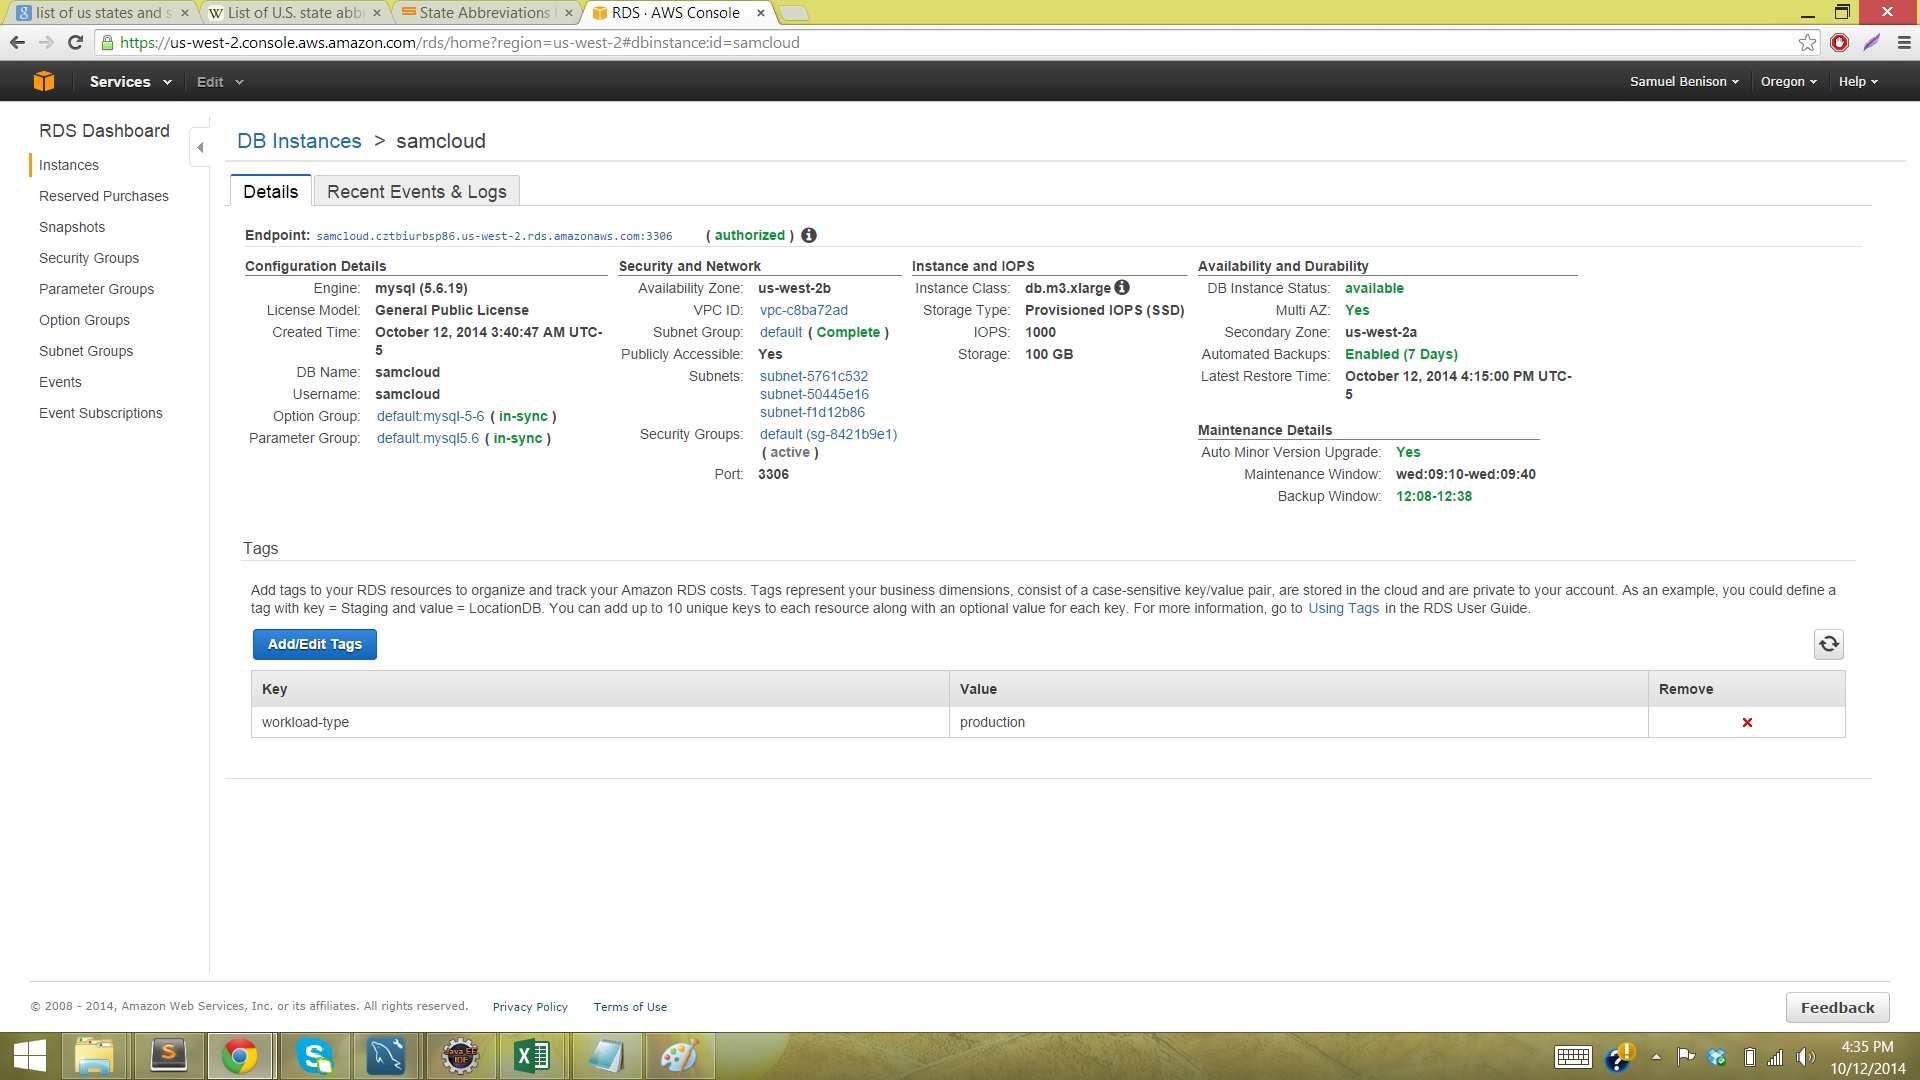 list of us states and s
List of U.S. state abb
State Abbreviations
RDS · AWS Console
https://us-west-2.console.aws.amazon.com/rds/home?region=us-west-2#dbinstance:id=samcloud
Services Edit Samuel Benison Oregon Help
RDS Dashboard
Instances
Reserved Purchases
Snapshots
Security Groups
Parameter Groups
Option Groups
Subnet Groups
Events
Event Subscriptions
DB Instances > samcloud
Details Recent Events & Logs
Endpoint: samcloud.cztbiurbsp86.us-west-2.rds.amazonaws.com:3306 ( authorized )
Configuration Details
Engine: mysql (5.6.19)
License Model: General Public License
Created Time: October 12, 2014 3:40:47 AM UTC-
5
DB Name: samcloud
Username: samcloud
Option Group: default:mysql-5-6 ( in-sync )
Parameter Group: default.mysql5.6 ( in-sync )
Security and Network
Availability Zone: us-west-2b
VPC ID: vpc-c8ba72ad
Subnet Group: default ( Complete )
Publicly Accessible: Yes
Subnets: subnet-5761c532
subnet-50445e16
subnet-f1d12b86
Security Groups: default (sg-8421b9e1)
( active )
Port: 3306
Instance and IOPS
Instance Class: db.m3.xlarge
Storage Type: Provisioned IOPS (SSD)
IOPS: 1000
Storage: 100 GB
Availability and Durability
DB Instance Status: available
Multi AZ: Yes
Secondary Zone: us-west-2a
Automated Backups: Enabled (7 Days)
Latest Restore Time: October 12, 2014 4:15:00 PM UTC-
5
Maintenance Details
Auto Minor Version Upgrade: Yes
Maintenance Window: wed:09:10-wed:09:40
Backup Window: 12:08-12:38
Tags
Add tags to your RDS resources to organize and track your Amazon RDS costs. Tags represent your business dimensions, consist of a case-sensitive key/value pair, are stored in the cloud and are private to your account. As an example, you could define a
tag with key = Staging and value = LocationDB. You can add up to 10 unique keys to each resource along with an optional value for each key. For more information, go to Using Tags in the RDS User Guide.
Add/Edit Tags
Key Value Remove
workload-type production
© 2008 - 2014, Amazon Web Services, Inc. or its affiliates. All rights reserved. Privacy Policy Terms of Use
Feedback
Java EE
IDE
4:35 PM
10/12/2014